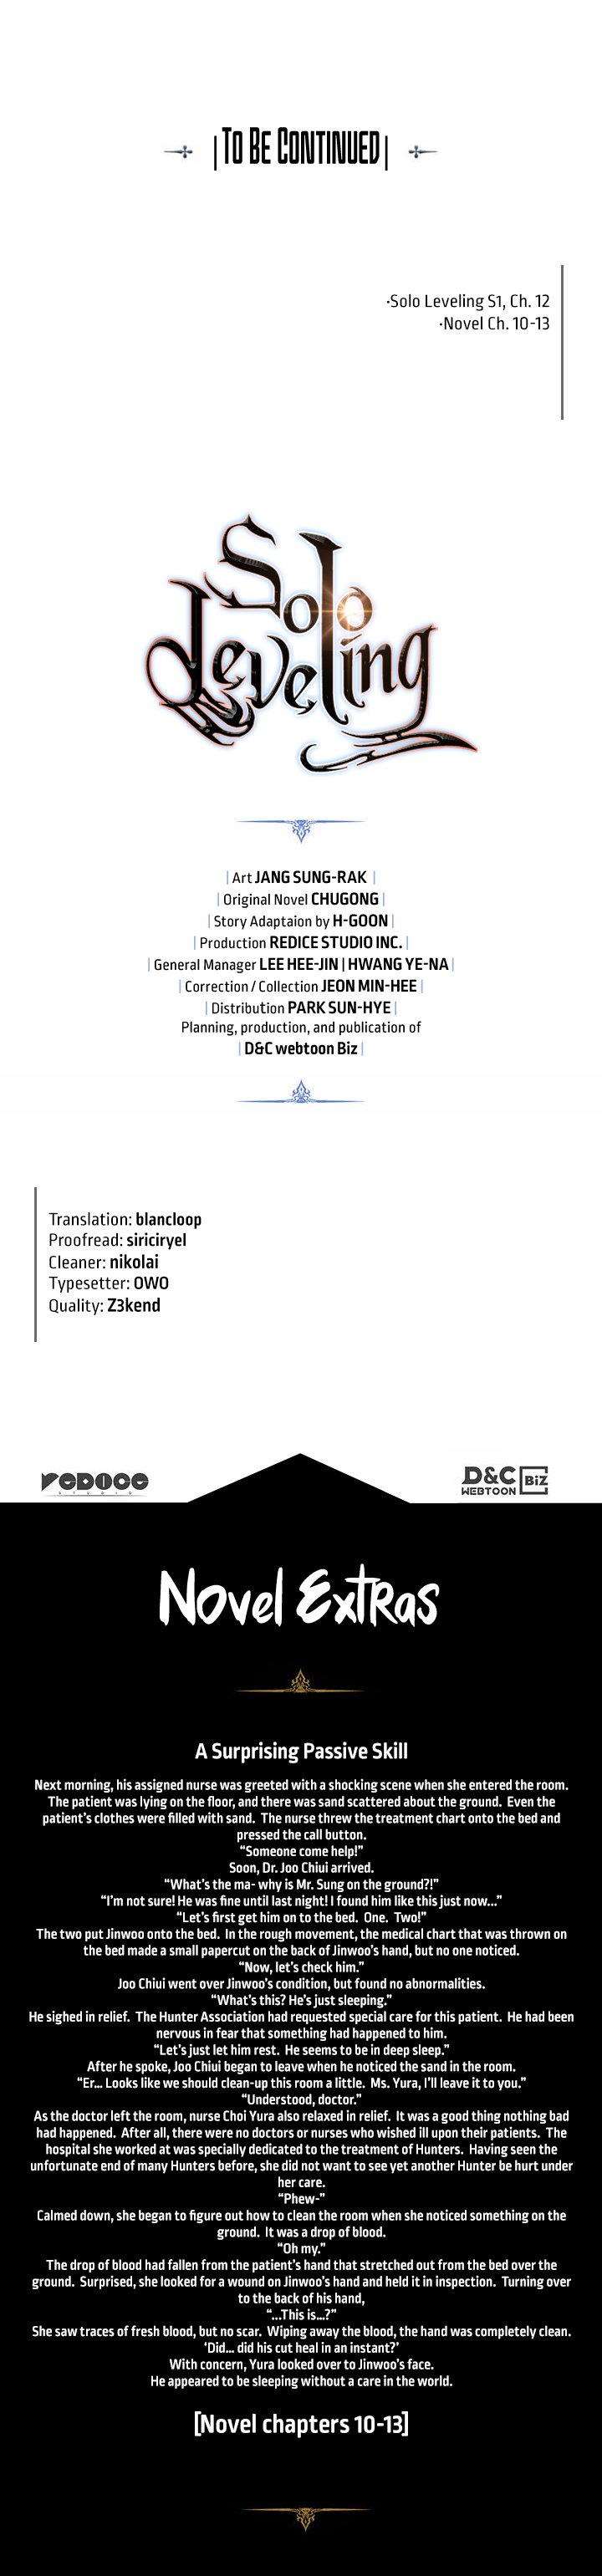 To Be Continued
·Solo Leveling S1, Ch. 12
·Novel Ch. 10-13
Solo
Leveling
| Art JANG SUNG-RAK |
| Original Novel CHUGONG |
| Story Adaptaion by H-GOON |
| Production REDICE STUDIO INC. |
| General Manager LEE HEE-JIN | HWANG YE-NA |
| Correction / Collection JEON MIN-HEE |
| Distribution PARK SUN-HYE |
Planning, production, and publication of
| D&C webtoon Biz |
Translation: blancloop
Proofread: siriciryel
Cleaner: nikolai
Typesetter: OWO
Quality: Z3kend
REDICE
STUDIO
D&C
WEBTOON
BiZ
Novel Extras
A Surprising Passive Skill
Next morning, his assigned nurse was greeted with a shocking scene when she entered the room.
The patient was lying on the floor, and there was sand scattered about the ground. Even the
patient's clothes were filled with sand. The nurse threw the treatment chart onto the bed and
pressed the call button.
“Someone come help!”
Soon, Dr. Joo Chiui arrived.
“What's the ma- why is Mr. Sung on the ground?!”
“I'm not sure! He was fine until last night! I found him like this just now...”
“Let's first get him on to the bed. One. Two!”
The two put Jinwoo onto the bed. In the rough movement, the medical chart that was thrown on
the bed made a small papercut on the back of Jinwoo's hand, but no one noticed.
“Now, let's check him.”
Joo Chiui went over Jinwoo's condition, but found no abnormalities.
“What's this? He's just sleeping.”
He sighed in relief. The Hunter Association had requested special care for this patient. He had been
nervous in fear that something had happened to him.
“Let's just let him rest. He seems to be in deep sleep.”
After he spoke, Joo Chiui began to leave when he noticed the sand in the room.
“Er... Looks like we should clean-up this room a little. Ms. Yura, I'll leave it to you.”
“Understood, doctor.”
As the doctor left the room, nurse Choi Yura also relaxed in relief. It was a good thing nothing bad
had happened. After all, there were no doctors or nurses who wished ill upon their patients. The
hospital she worked at was specially dedicated to the treatment of Hunters. Having seen the
unfortunate end of many Hunters before, she did not want to see yet another Hunter be hurt under
her care.
“Phew-”
Calmed down, she began to figure out how to clean the room when she noticed something on the
ground. It was a drop of blood.
“Oh my.”
The drop of blood had fallen from the patient's hand that stretched out from the bed over the
ground. Surprised, she looked for a wound on Jinwoo's hand and held it in inspection. Turning over
to the back of his hand,
“...This is...?”
She saw traces of fresh blood, but no scar. Wiping away the blood, the hand was completely clean.
‘Did... did his cut heal in an instant?’
With concern, Yura looked over to Jinwoo's face.
He appeared to be sleeping without a care in the world.
[Novel chapters 10-13]